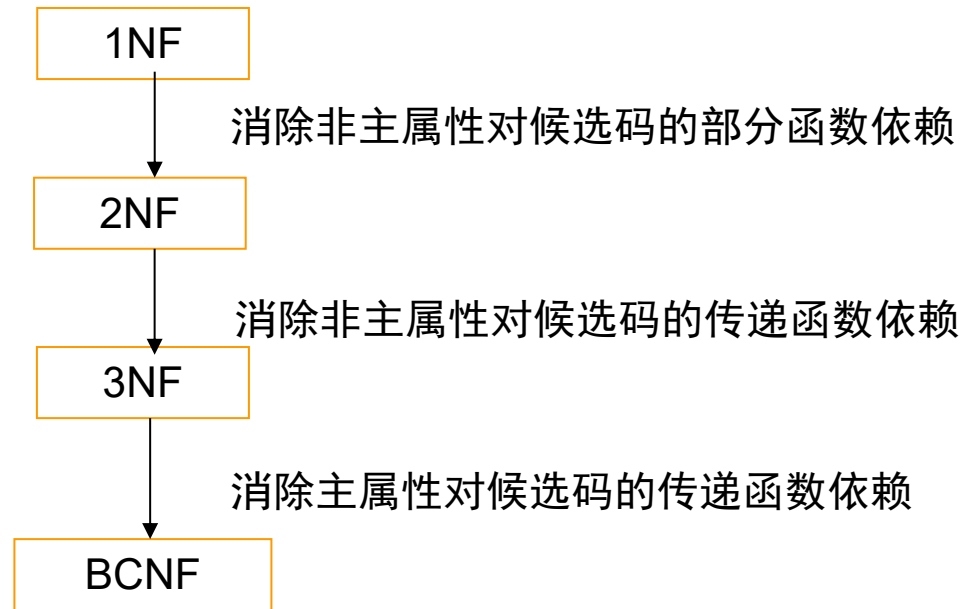 1NF
消除非主属性对候选码的部分函数依赖
2NF
消除非主属性对候选码的传递函数依赖
3NF
消除主属性对候选码的传递函数依赖
BCNF